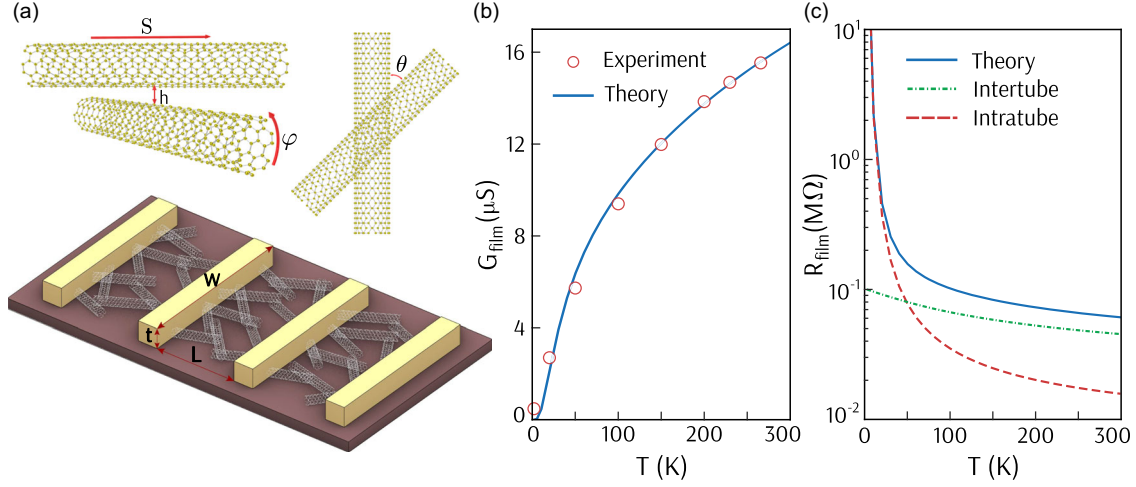 (a)
S
h
φ
θ
W
t
L
(b)
16
12
8
4
0
G_film (μS)
Experiment
Theory
0
100
200
300
T (K)
(c)
10^1
10^0
10^-1
10^-2
R_film (MΩ)
Theory
Intertube
Intratube
0
100
200
300
T (K)